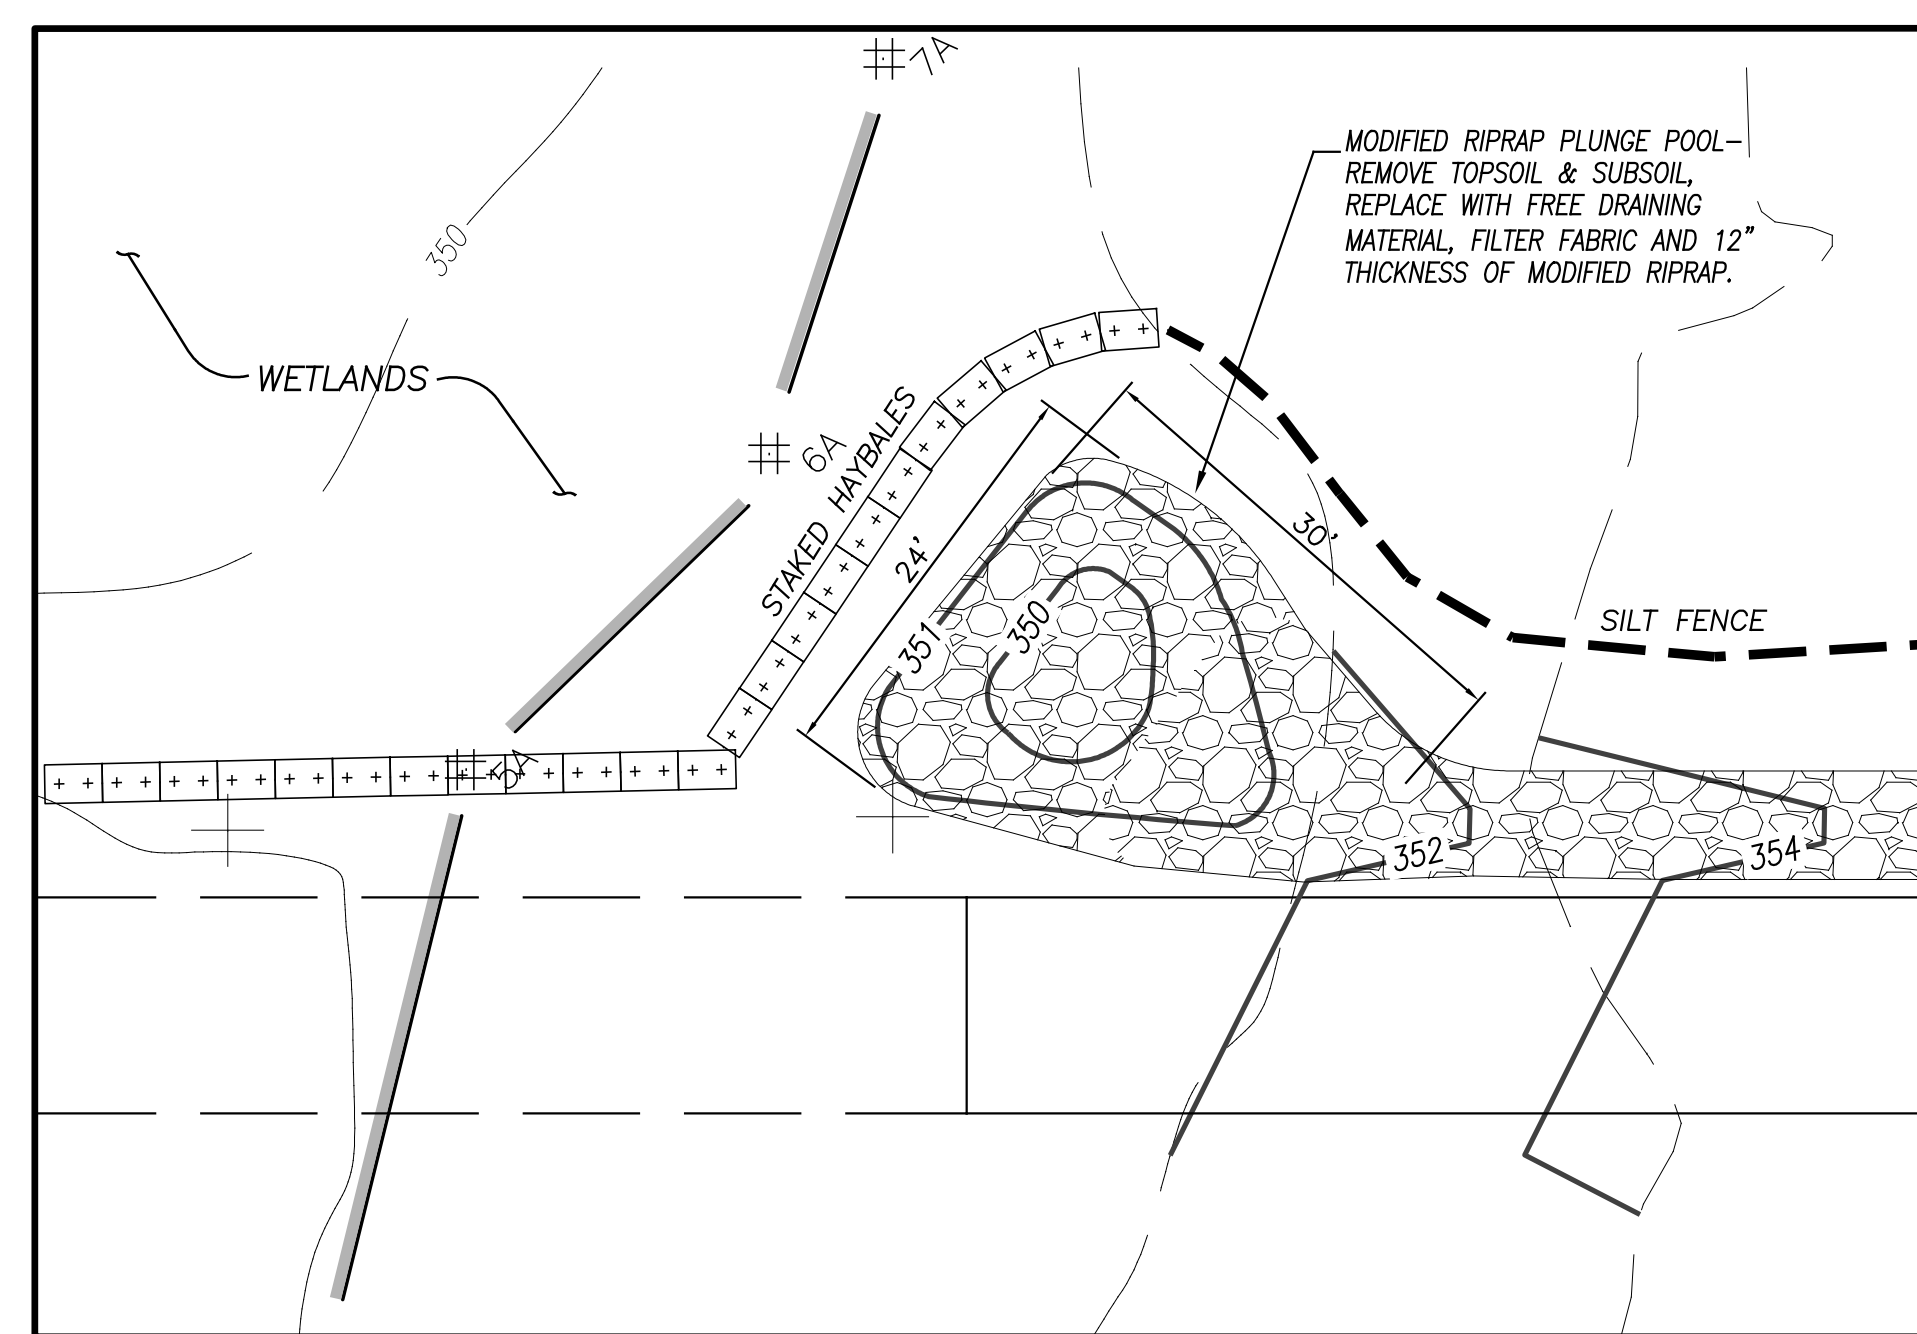 # 7A
MODIFIED RIPRAP PLUNGE POOL–
REMOVE TOPSOIL & SUBSOIL,
REPLACE WITH FREE DRAINING
MATERIAL, FILTER FABRIC AND 12"
THICKNESS OF MODIFIED RIPRAP.
350
WETLANDS
# 6A
STAKED HAYBALES
24'
30'
351
350
SILT FENCE
# 5A
352
354